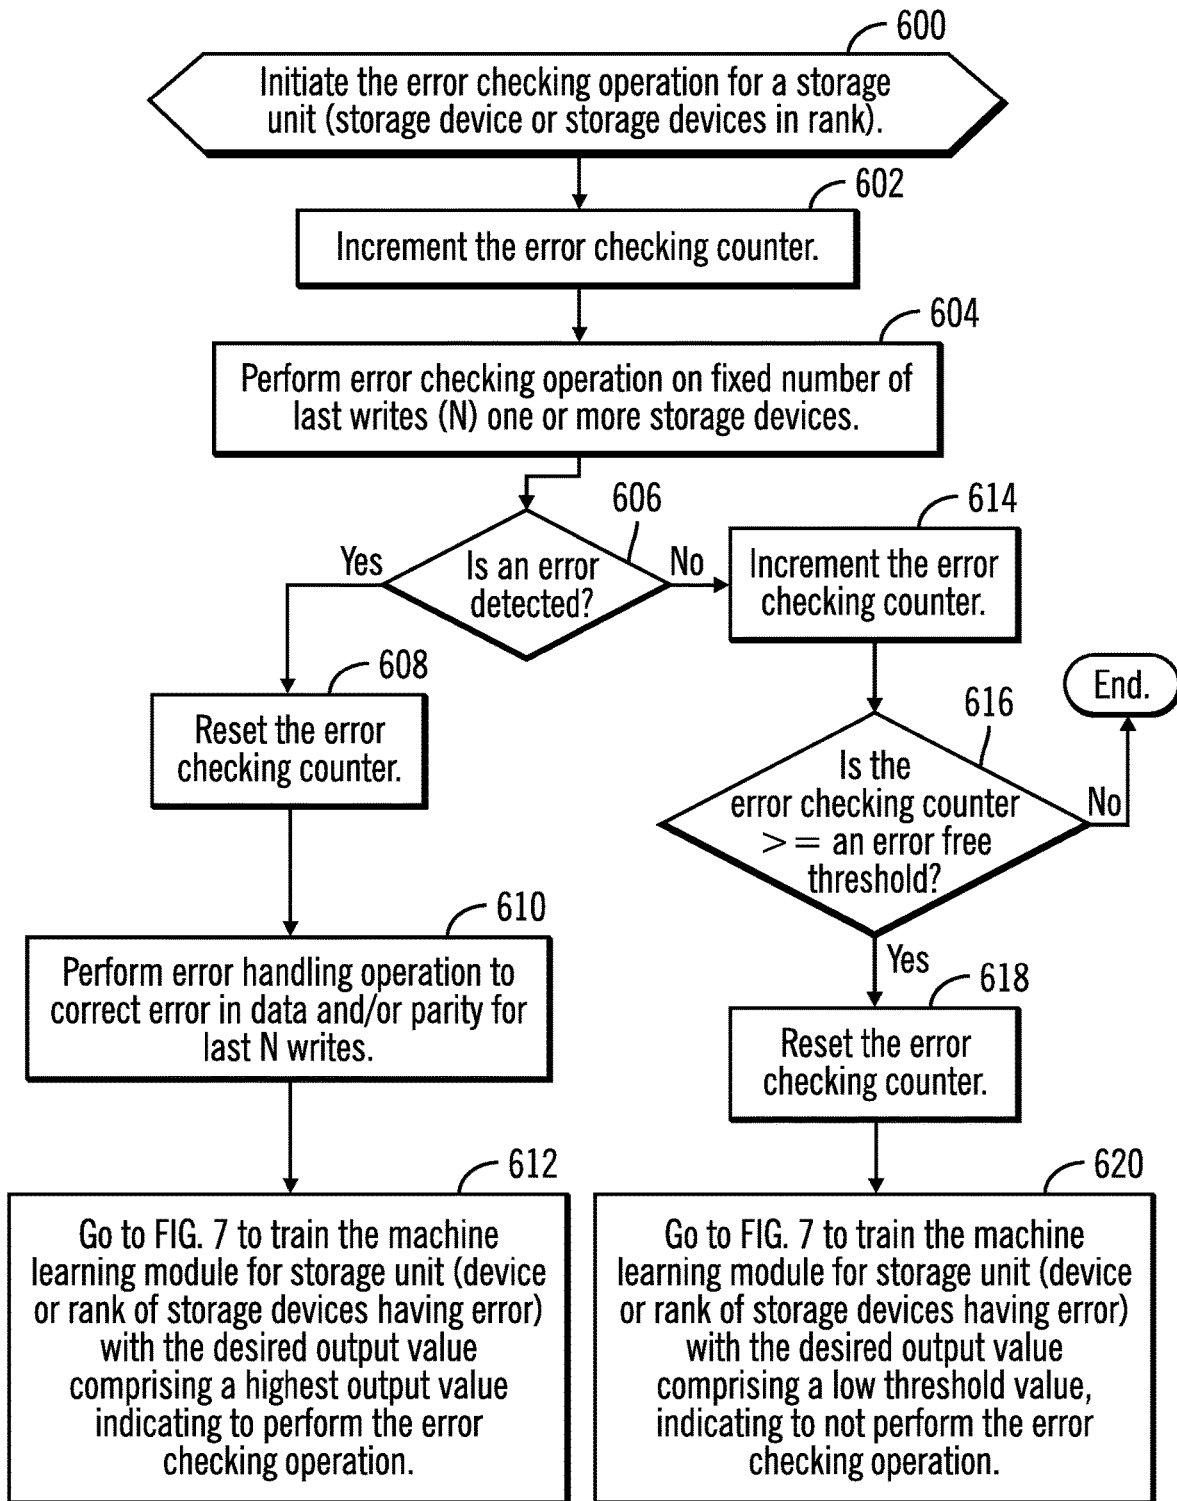 600
Initiate the error checking operation for a storage
unit (storage device or storage devices in rank).
602
Increment the error checking counter.
604
Perform error checking operation on fixed number of
last writes (N) one or more storage devices.
606
Is an error
detected?
Yes
No
614
Increment the error
checking counter.
608
Reset the error
checking counter.
End.
616
Is the
error checking counter
> = an error free
threshold?
No
Yes
610
Perform error handling operation to
correct error in data and/or parity for
last N writes.
618
Reset the error
checking counter.
612
Go to FIG. 7 to train the machine
learning module for storage unit (device
or rank of storage devices having error)
with the desired output value
comprising a highest output value
indicating to perform the error
checking operation.
620
Go to FIG. 7 to train the machine
learning module for storage unit (device
or rank of storage devices having error)
with the desired output value
comprising a low threshold value,
indicating to not perform the error
checking operation.